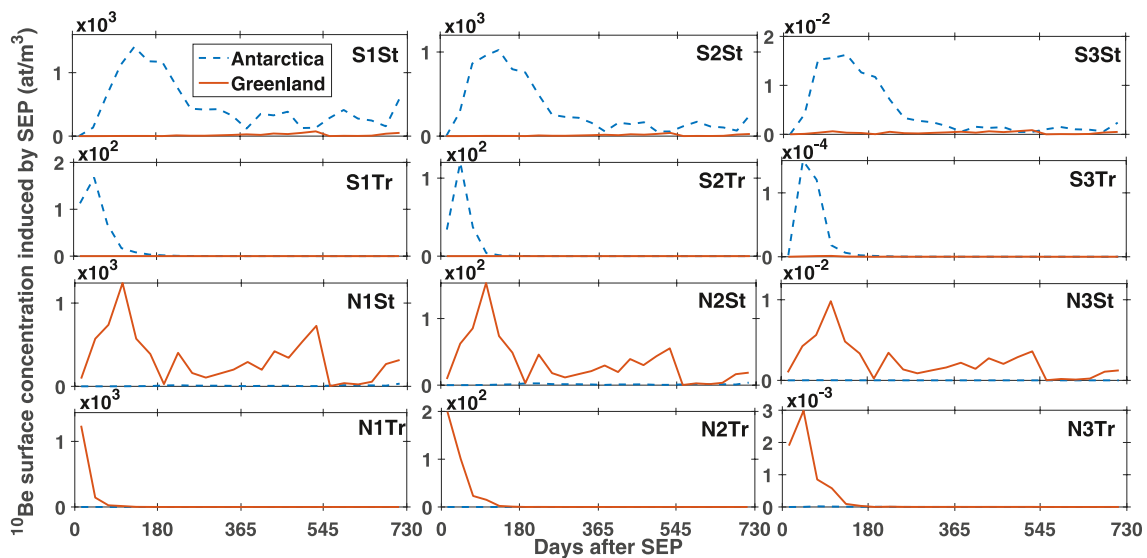 ¹⁰Be surface concentration induced by SEP (at/m³)
x10³ x10³ x10⁻²
1 0
1 0
2 1 0
Antarctica
Greenland
S1St S2St S3St
x10² x10² x10⁻⁴
2 1 0
1 0
1 0
S1Tr S2Tr S3Tr
x10³ x10² x10⁻²
1 0
1 0
1 0
N1St N2St N3St
x10³ x10² x10⁻³
1 0
2 1 0
3 2 1 0
N1Tr N2Tr N3Tr
0 180 365 545 730 0 180 365 545 730 0 180 365 545 730
Days after SEP